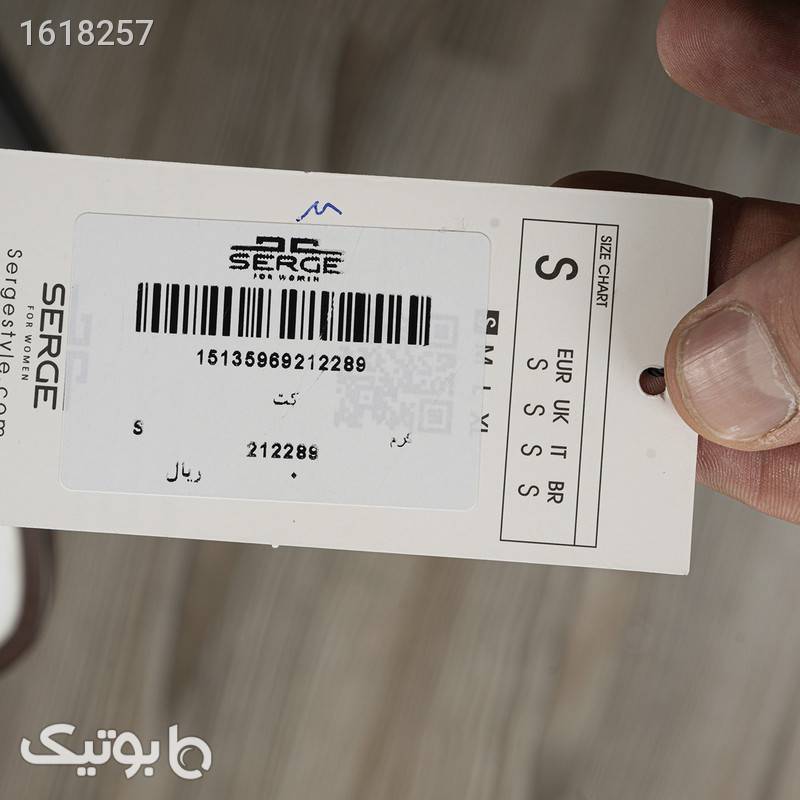 1618257
SERGE
FOR WOMEN
15135969212289
کت
S
کرم
212289
ریال ۰
SERGE
FOR WOMEN
Sergestyle.com
SIZE CHART
S
EUR UK IT BR
S S S S
S M L XL
بوتیک